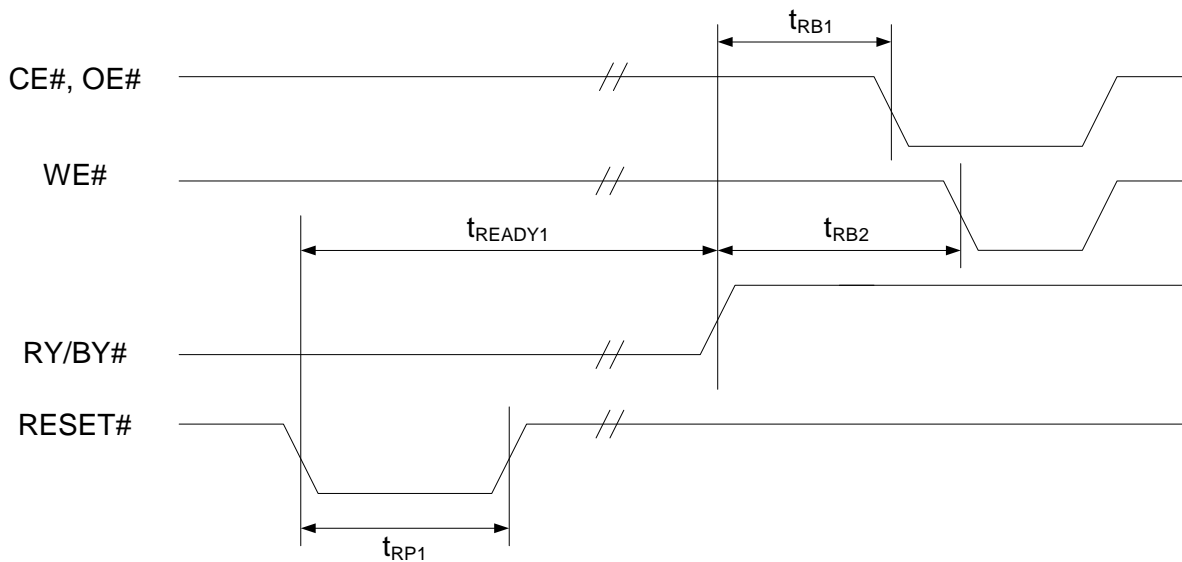 tRB1
CE#, OE#
WE#
tREADY1
tRB2
RY/BY#
RESET#
tRP1